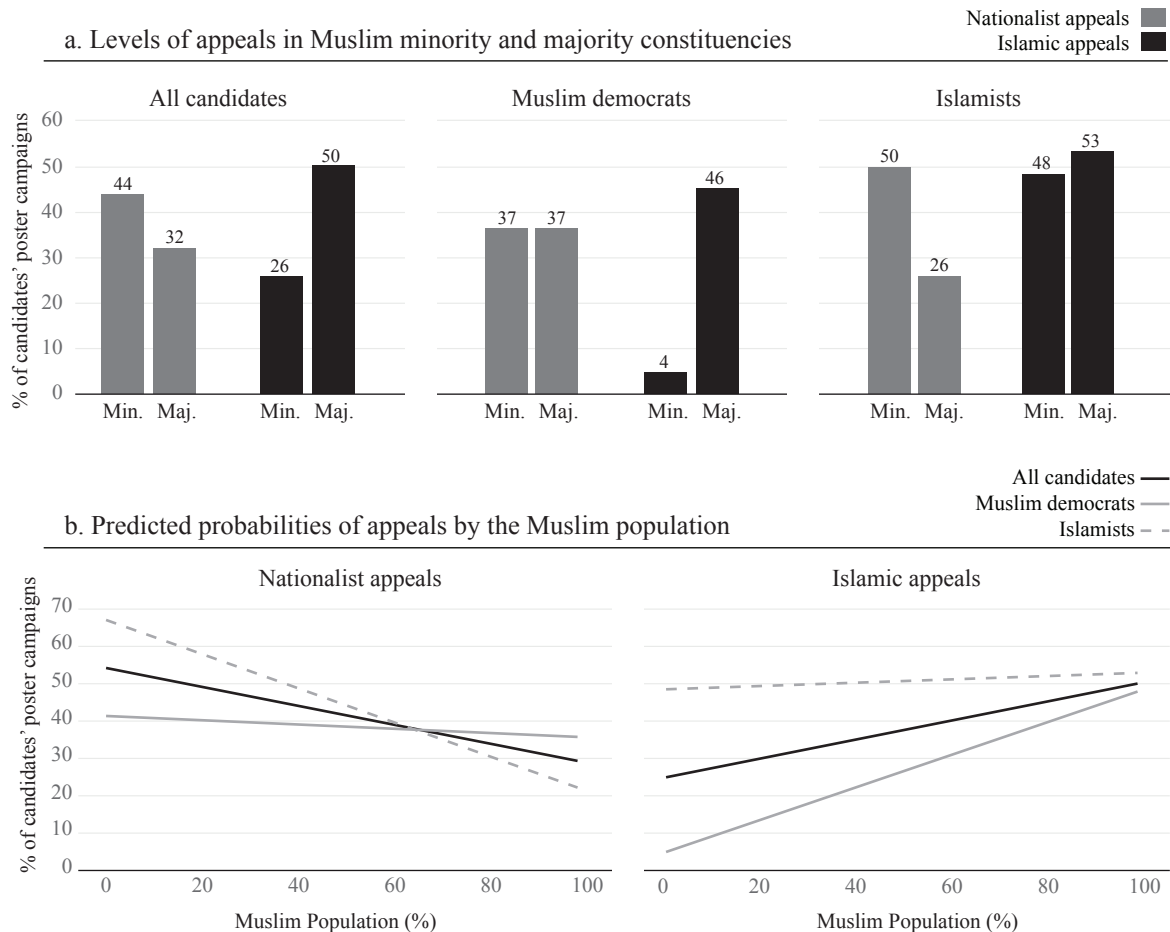 Nationalist appeals
a. Levels of appeals in Muslim minority and majority constituencies
Islamic appeals
All candidates
Muslim democrats
Islamists
% of candidates' poster campaigns
60
50
40
30
20
10
0
44
32
26
50
37
37
4
46
50
26
48
53
Min. Maj. Min. Maj.
Min. Maj. Min. Maj.
Min. Maj. Min. Maj.
All candidates
Muslim democrats
b. Predicted probabilities of appeals by the Muslim population
Islamists
Nationalist appeals
Islamic appeals
% of candidates' poster campaigns
70
60
50
40
30
20
10
0
0 20 40 60 80 100
0 20 40 60 80 100
Muslim Population (%)
Muslim Population (%)